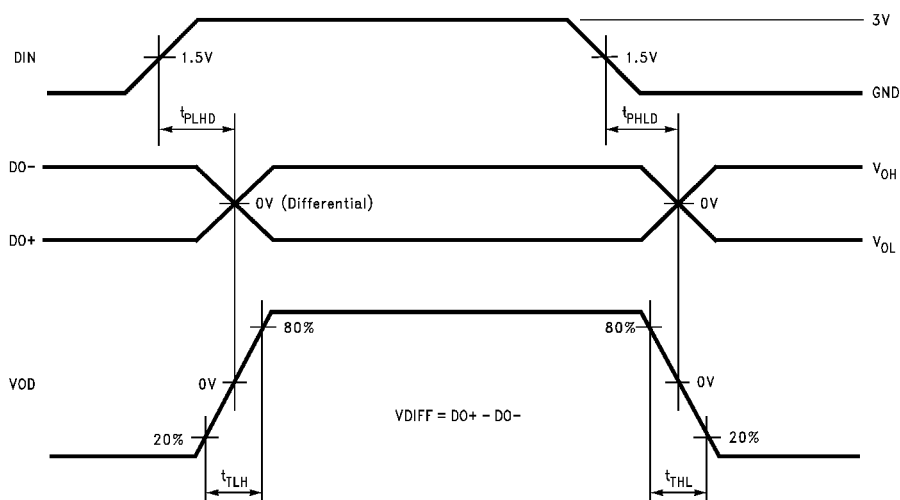 3V
DIN
1.5V
1.5V
GND
tPLHD
tPHLD
DO-
VOH
0V (Differential)
0V
DO+
VOL
80%
80%
VOD
0V
0V
VDIFF = DO+ - DO-
20%
20%
tTLH
tTHL